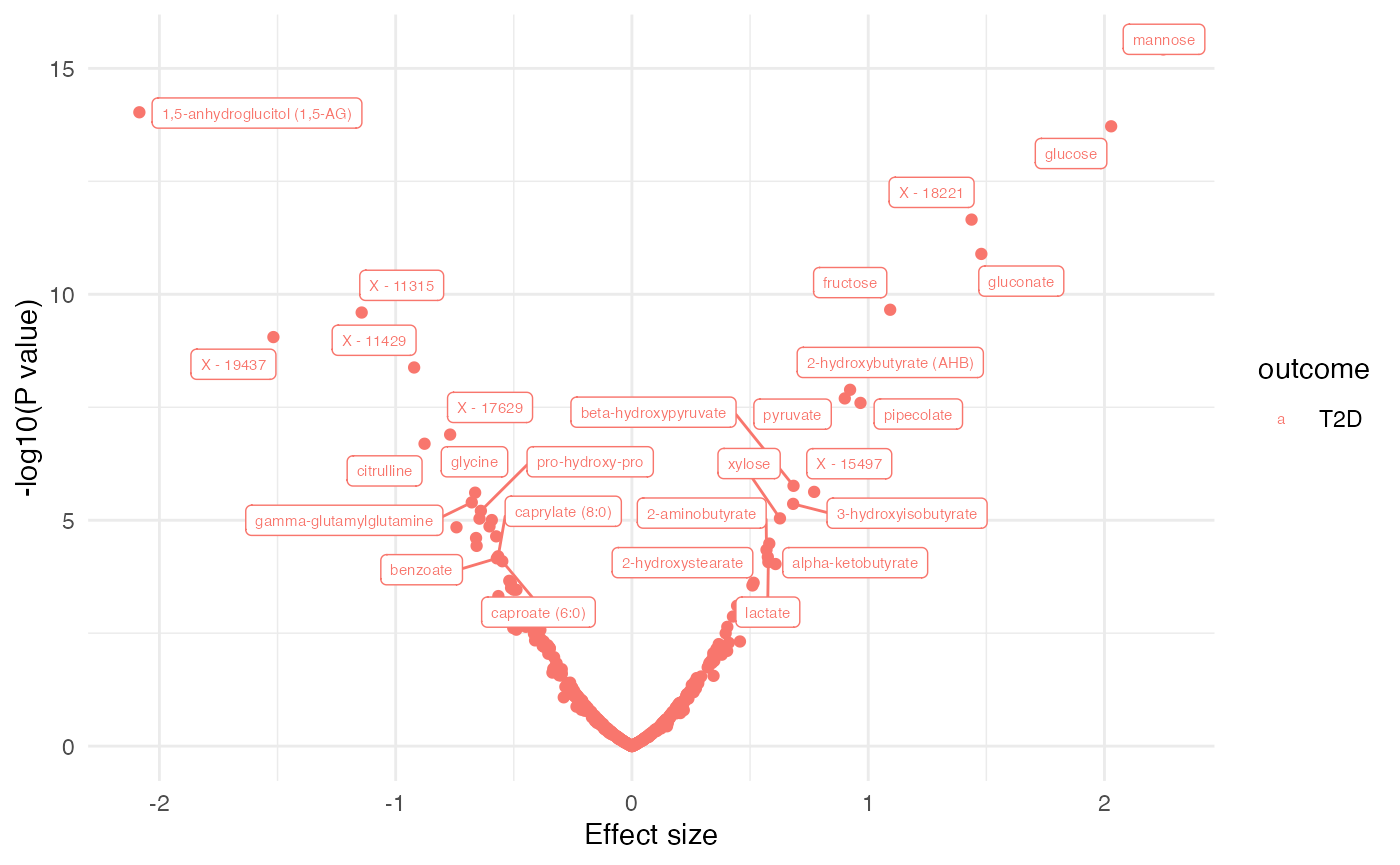 mannose
15
1,5-anhydroglucitol (1,5-AG)
glucose
X - 18221
X - 11315
fructose
gluconate
10
X - 11429
X - 19437
2-hydroxybutyrate (AHB)
outcome
X - 17629
beta-hydroxypyruvate
pyruvate
pipecolate
a T2D
citrulline
glycine
pro-hydroxy-pro
xylose
X - 15497
gamma-glutamylglutamine
caprylate (8:0)
2-aminobutyrate
3-hydroxyisobutyrate
5
benzoate
2-hydroxystearate
alpha-ketobutyrate
caproate (6:0)
lactate
0
-2 -1 0 1 2
Effect size
-log10(P value)